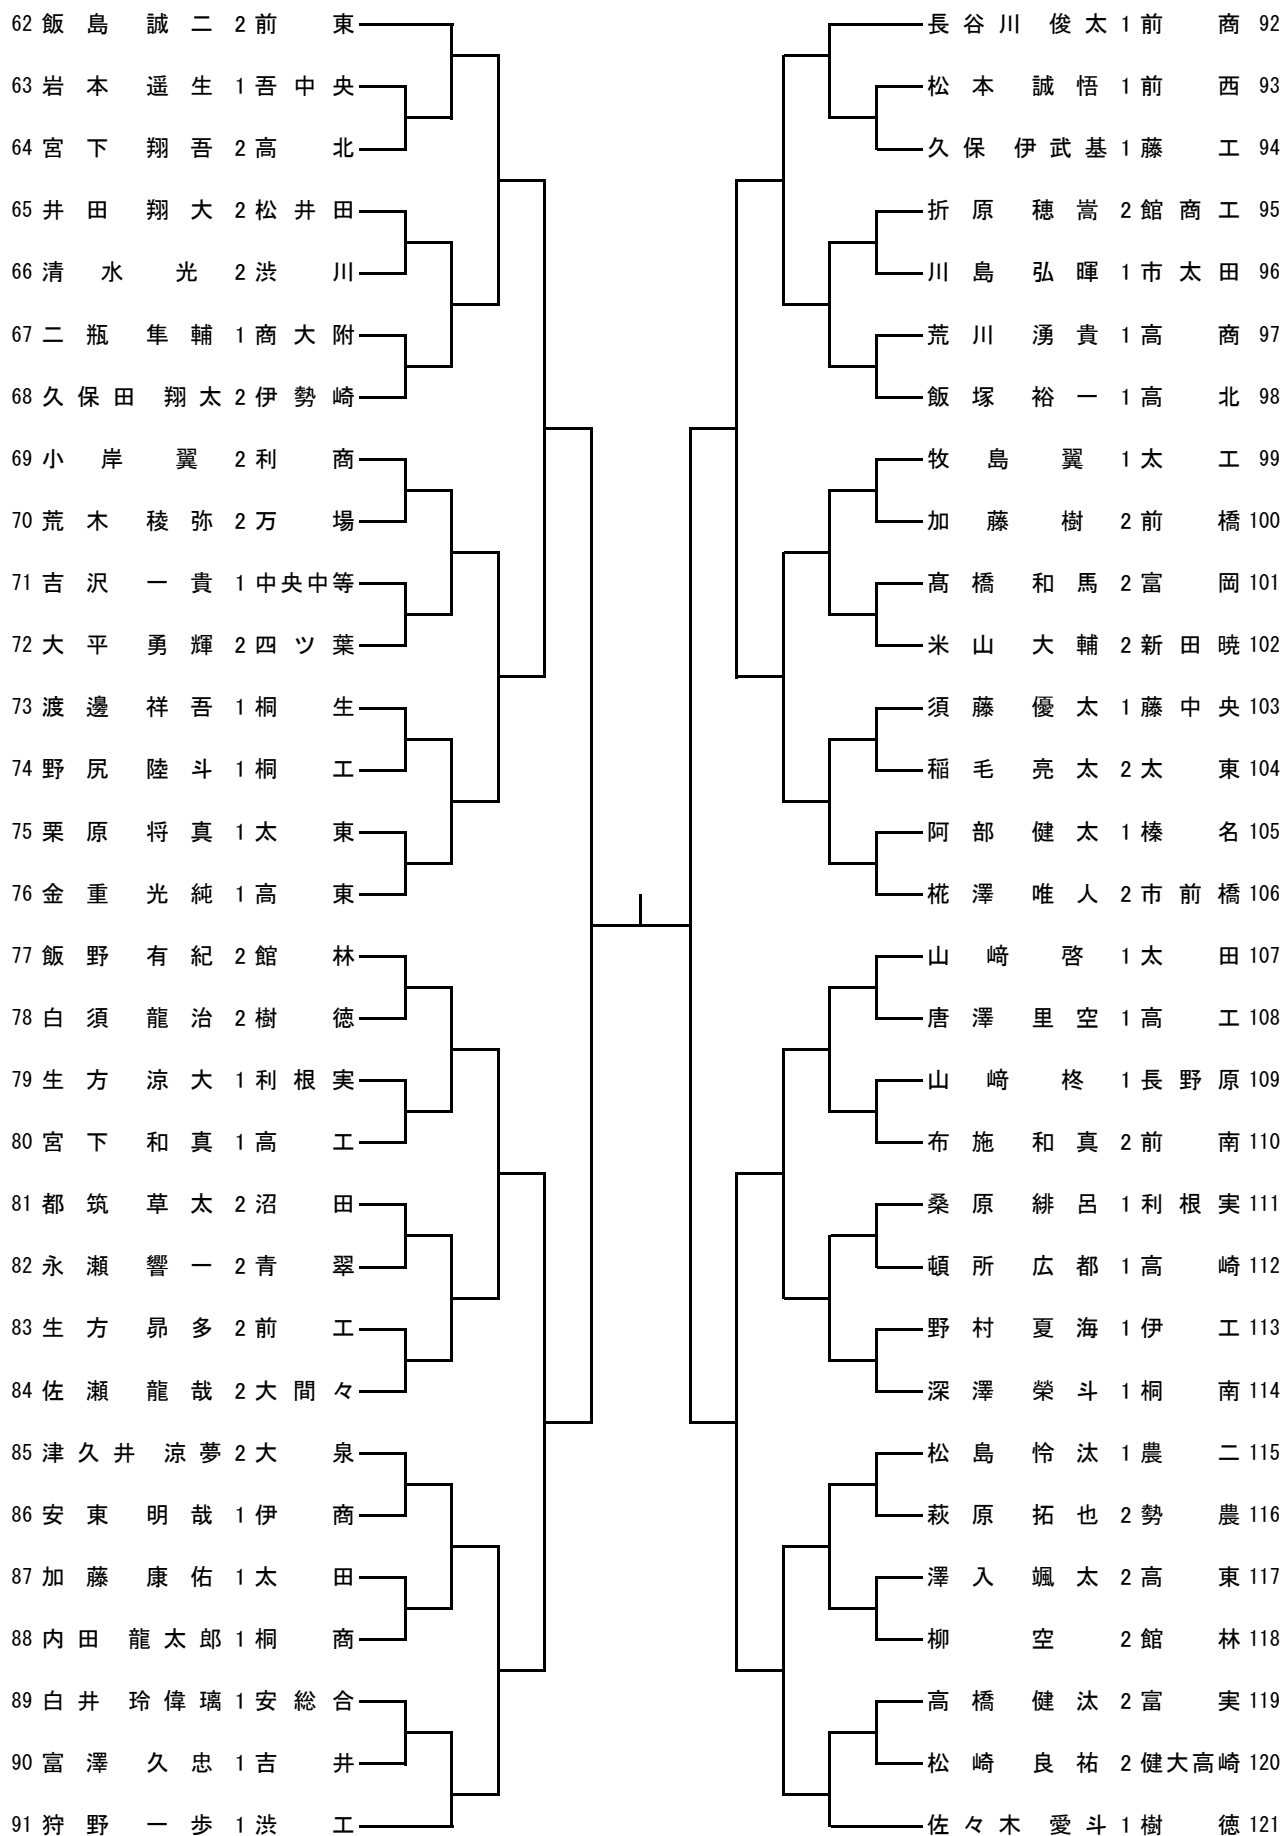 62 飯島 誠二 2 前東
63 岩本 遥生 1 吾中央
64 宮下 翔吾 2 高北
65 井田 翔大 2 松井田
66 清水 光 2 渋川
67 二瓶 隼輔 1 商大附
68 久保田 翔太 2 伊勢崎
69 小岸 翼 2 利商
70 荒木 稜弥 2 万場
71 吉沢 一貴 1 中央中等
72 大平 勇輝 2 四ツ葉
73 渡邊 祥吾 1 桐生
74 野尻 陸斗 1 桐工
75 栗原 将真 1 太東
76 金重 光純 1 高東
77 飯野 有紀 2 館林
78 白須 龍治 2 樹徳
79 生方 涼大 1 利根実
80 宮下 和真 1 高工
81 都筑 草太 2 沼田
82 永瀬 響一 2 青翠
83 生方 昴多 2 前工
84 佐瀬 龍哉 2 大間々
85 津久井 涼夢 2 大泉
86 安東 明哉 1 伊商
87 加藤 康佑 1 太田
88 内田 龍太郎 1 桐商
89 白井 玲偉璃 1 安総合
90 富澤 久忠 1 吉井
91 狩野 一歩 1 渋工
長谷川 俊太 1 前商 92
松本 誠悟 1 前西 93
久保 伊武基 1 藤工 94
折原 穂嵩 2 館商工 95
川島 弘暉 1 市太田 96
荒川 湧貴 1 高商 97
飯塚 裕一 1 高北 98
牧島 翼 1 太工 99
加藤 樹 2 前橋 100
髙橋 和馬 2 富岡 101
米山 大輔 2 新田暁 102
須藤 優太 1 藤中央 103
稲毛 亮太 2 太東 104
阿部 健太 1 榛名 105
椛澤 唯人 2 市前橋 106
山﨑 啓 1 太田 107
唐澤 里空 1 高工 108
山﨑 柊 1 長野原 109
布施 和真 2 前南 110
桑原 緋呂 1 利根実 111
頓所 広都 1 高崎 112
野村 夏海 1 伊工 113
深澤 榮斗 1 桐南 114
松島 怜汰 1 農二 115
萩原 拓也 2 勢農 116
澤入 颯太 2 高東 117
柳 空 2 館林 118
高橋 健汰 2 富実 119
松崎 良祐 2 健大高崎 120
佐々木 愛斗 1 樹徳 121